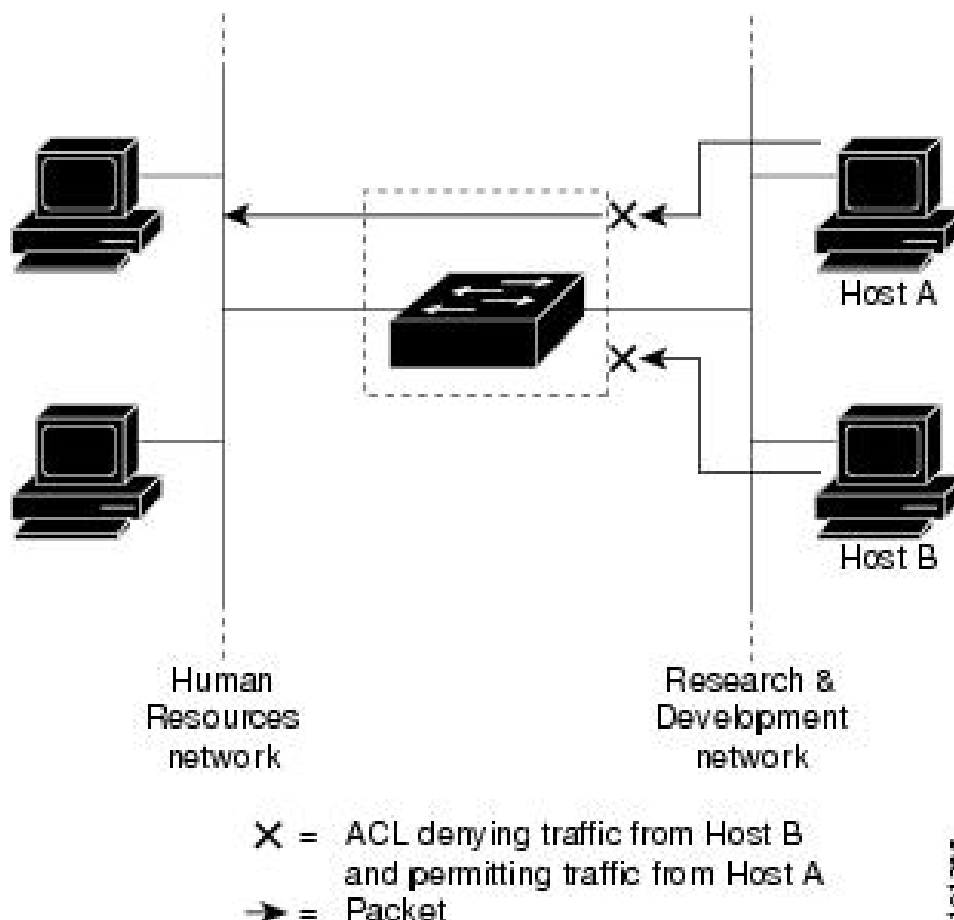 Host A
Host B
Human
Resources
network
Research &
Development
network
X = ACL denying traffic from Host B
and permitting traffic from Host A
= Packet